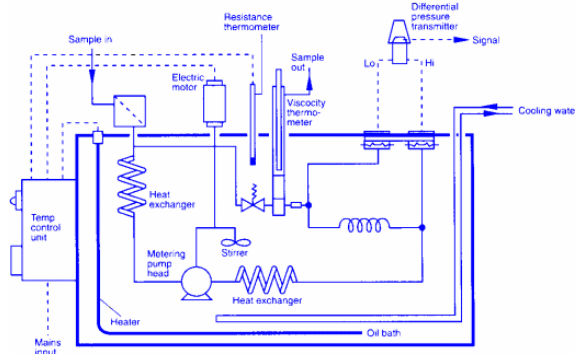 Differential
pressure
transmitter
Resistance
thermometer
Sample in
Sample
out
Signal
Lo
Hi
Electric
motor
Viscocity
thermo-
meter
Cooling wate
Heat
exchanger
Temp control
unit
Metering
pump
head
Stirrer
Heat exchanger
Heater
Oil bath
Mains
input